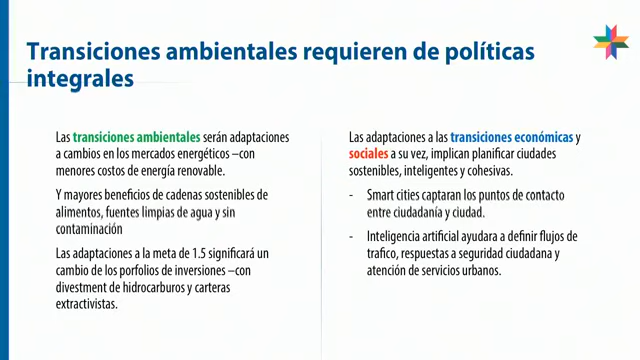 Transiciones ambientales requieren de políticas
integrales
Las transiciones ambientales serán adaptaciones
a cambios en los mercados energéticos –con
menores costos de energía renovable.
Y mayores beneficios de cadenas sostenibles de
alimentos, fuentes limpias de agua y sin
contaminación
Las adaptaciones a la meta de 1.5 significará un
cambio de los porfolios de inversiones –con
divestment de hidrocarburos y carteras
extractivistas.
Las adaptaciones a las transiciones económicas y
sociales a su vez, implican planificar ciudades
sostenibles, inteligentes y cohesivas.
- Smart cities captaran los puntos de contacto
entre ciudadanía y ciudad.
- Inteligencia artificial ayudara a definir flujos de
trafico, respuestas a seguridad ciudadana y
atención de servicios urbanos.